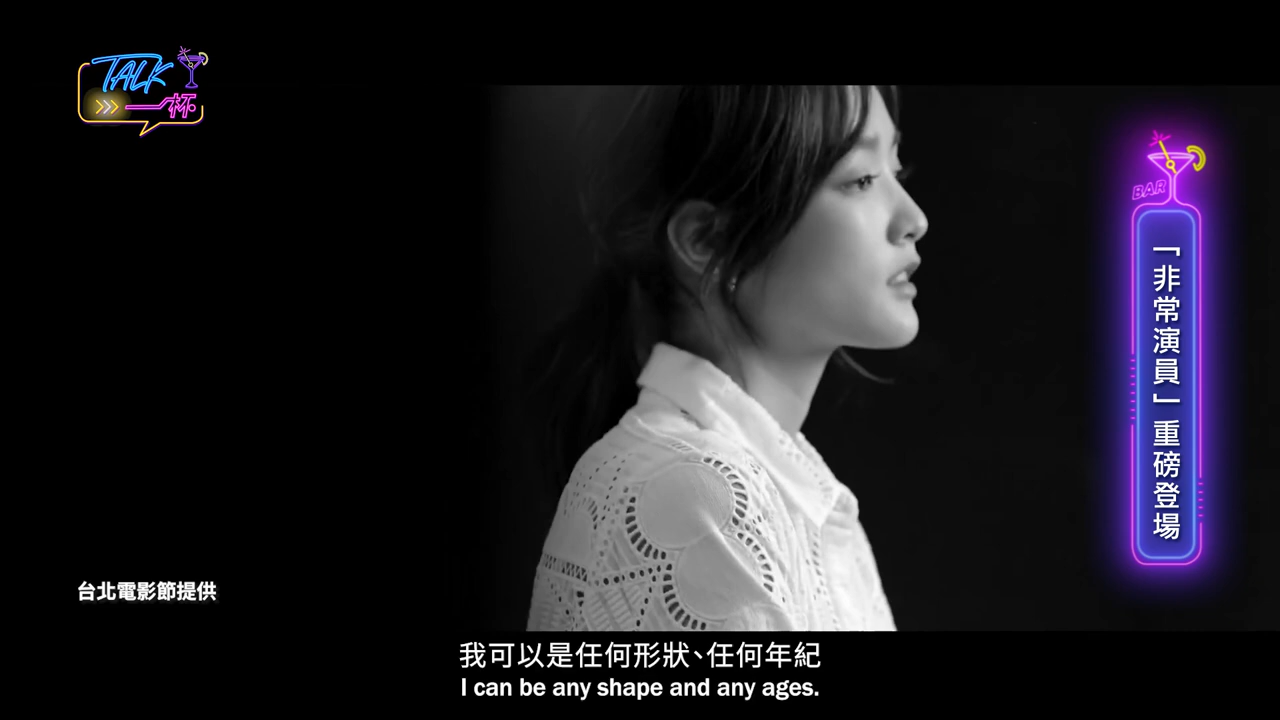 TALK
一杯
BAR
「非常演員」重磅登場
台北電影節提供
我可以是任何形狀、任何年紀
I can be any shape and any ages.